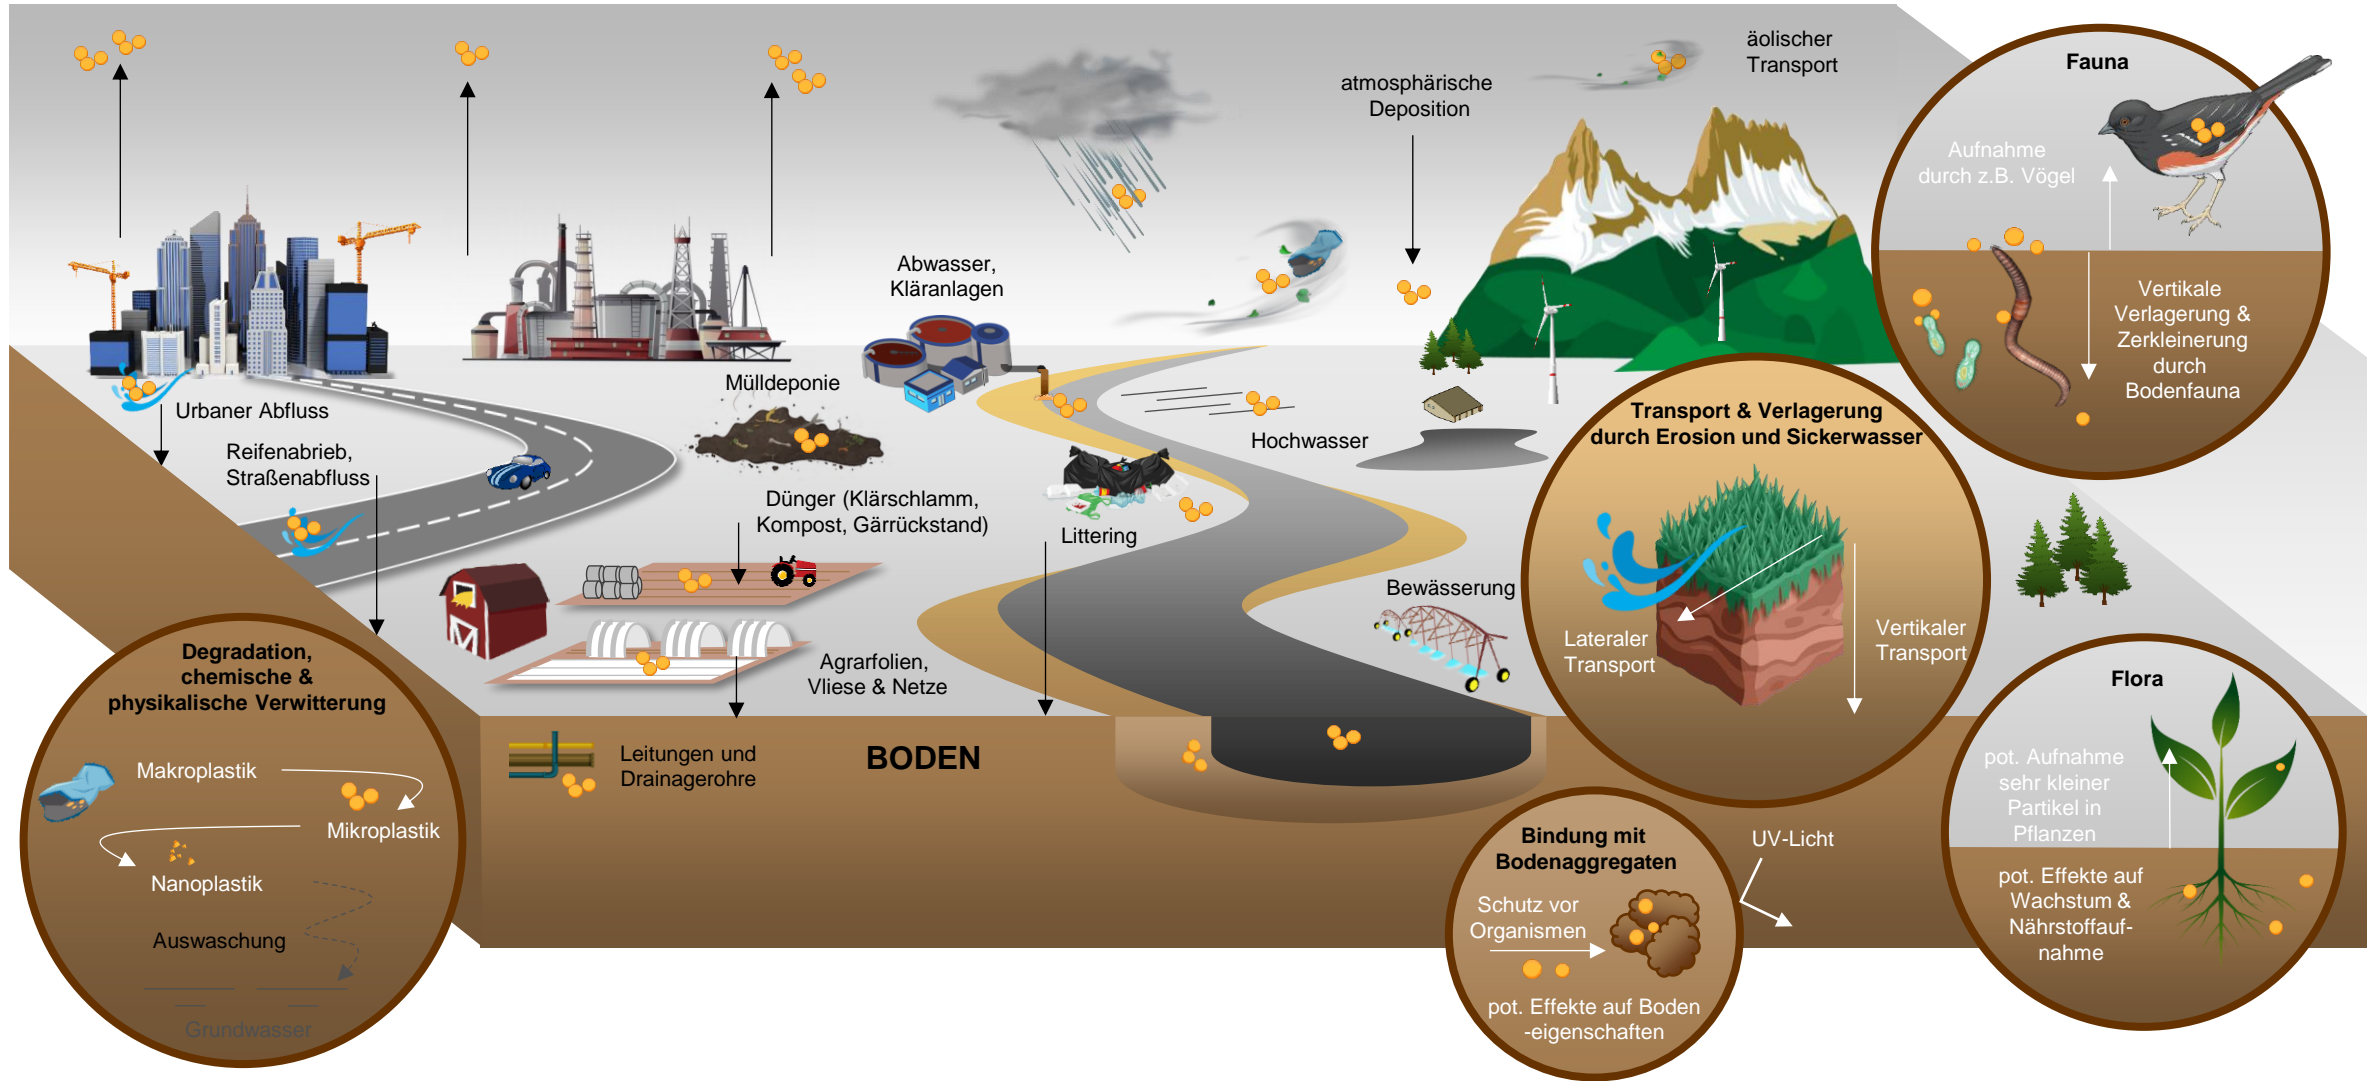 äolischer
Transport
atmosphärische
Deposition
Fauna
Aufnahme
durch z.B. Vögel
Vertikale
Verlagerung &
Zerkleinerung
durch
Bodenfauna
Abwasser,
Kläranlagen
Mülldeponie
Urbaner Abfluss
Reifenabrieb,
Straßenabfluss
Hochwasser
Transport & Verlagerung
durch Erosion und Sickerwasser
Lateraler
Transport
Vertikaler
Transport
Dünger (Klärschlamm,
Kompost, Gärrückstand)
Littering
Bewässerung
Agrarfolien,
Vliese & Netze
Degradation,
chemische &
physikalische Verwitterung
Makroplastik
Mikroplastik
Nanoplastik
Auswaschung
Grundwasser
Leitungen und
Drainagerohre
BODEN
Bindung mit
Bodenaggregaten
Schutz vor
Organismen
pot. Effekte auf Boden
-eigenschaften
UV-Licht
Flora
pot. Aufnahme
sehr kleiner
Partikel in
Pflanzen
pot. Effekte auf
Wachstum &
Nährstoffauf-
nahme